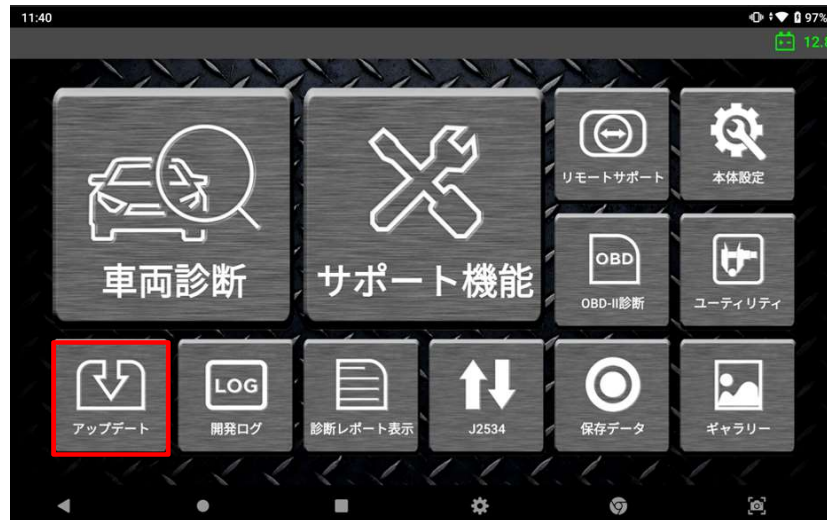 11:40
97%
12.8
車両診断
サポート機能
リモートサポート
本体設定
OBD
OBD-II診断
ユーティリティ
アップデート
LOG
開発ログ
診断レポート表示
J2534
保存データ
ギャラリー